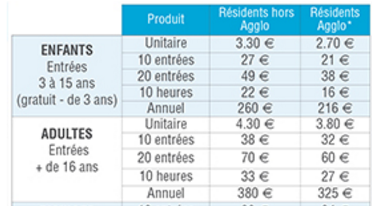 Produit Résidents hors Agglo Résidents Agglo*
ENFANTS
Entrées
3 à 15 ans
(gratuit - de 3 ans)
Unitaire 3.30 € 2.70 €
10 entrées 27 € 21 €
20 entrées 49 € 38 €
10 heures 22 € 16 €
Annuel 260 € 216 €
ADULTES
Entrées
+ de 16 ans
Unitaire 4.30 € 3.80 €
10 entrées 38 € 32 €
20 entrées 70 € 60 €
10 heures 33 € 27 €
Annuel 380 € 325 €